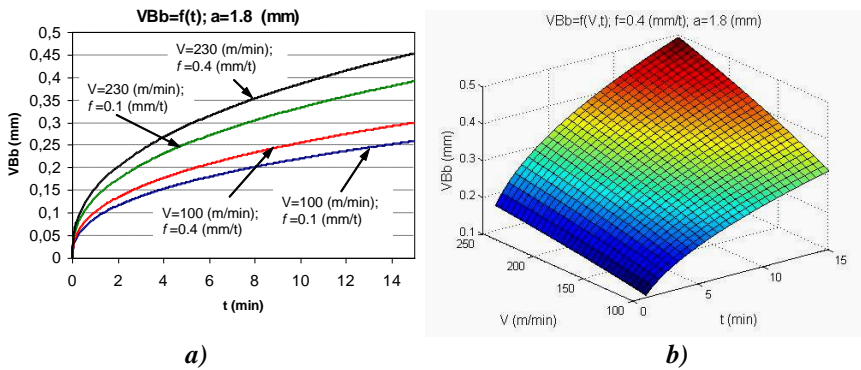 VBb=f(t); a=1.8 (mm)
0,5
0,45
0,4
0,35
0,3
0,25
0,2
0,15
0,1
0,05
0
VBb (mm)
V=230 (m/min);
f=0.4 (mm/t)
V=230 (m/min);
f=0.1 (mm/t)
V=100 (m/min);
f=0.4 (mm/t)
V=100 (m/min);
f=0.1 (mm/t)
0 2 4 6 8 10 12 14
t (min)
a)
VBb=f(V,t); f=0.4 (mm/t); a=1.8 (mm)
0.5
0.4
0.3
0.2
0.1
VBb (mm)
250
200
150
100
V (m/min)
0
5
10
15
t (min)
b)